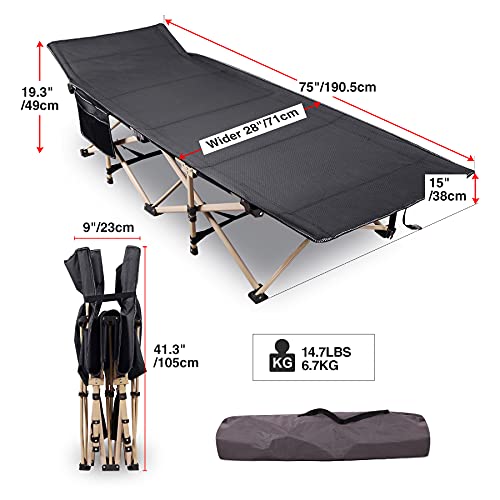 19.3"
/49cm
75"/190.5cm
Wider 28"/71cm
15"
/38cm
9"/23cm
41.3"
/105cm
KG
14.7LBS
6.7KG